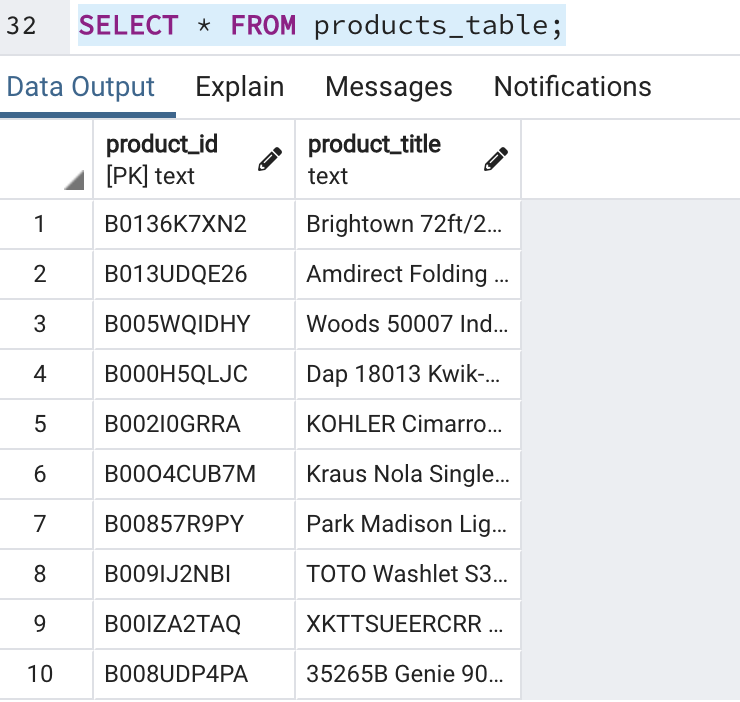 32 SELECT * FROM products_table;
Data Output Explain Messages Notifications
product_id product_title
[PK] text text
1 B0136K7XN2 Brightown 72ft/2...
2 B013UDQE26 Amdirect Folding ...
3 B005WQIDHY Woods 50007 Ind...
4 B000H5QLJC Dap 18013 Kwik-...
5 B002I0GRRA KOHLER Cimarro...
6 B00O4CUB7M Kraus Nola Single...
7 B00857R9PY Park Madison Lig...
8 B009IJ2NBI TOTO Washlet S3...
9 B00IZA2TAQ XKTTSUEERCRR ...
10 B008UDP4PA 35265B Genie 90...